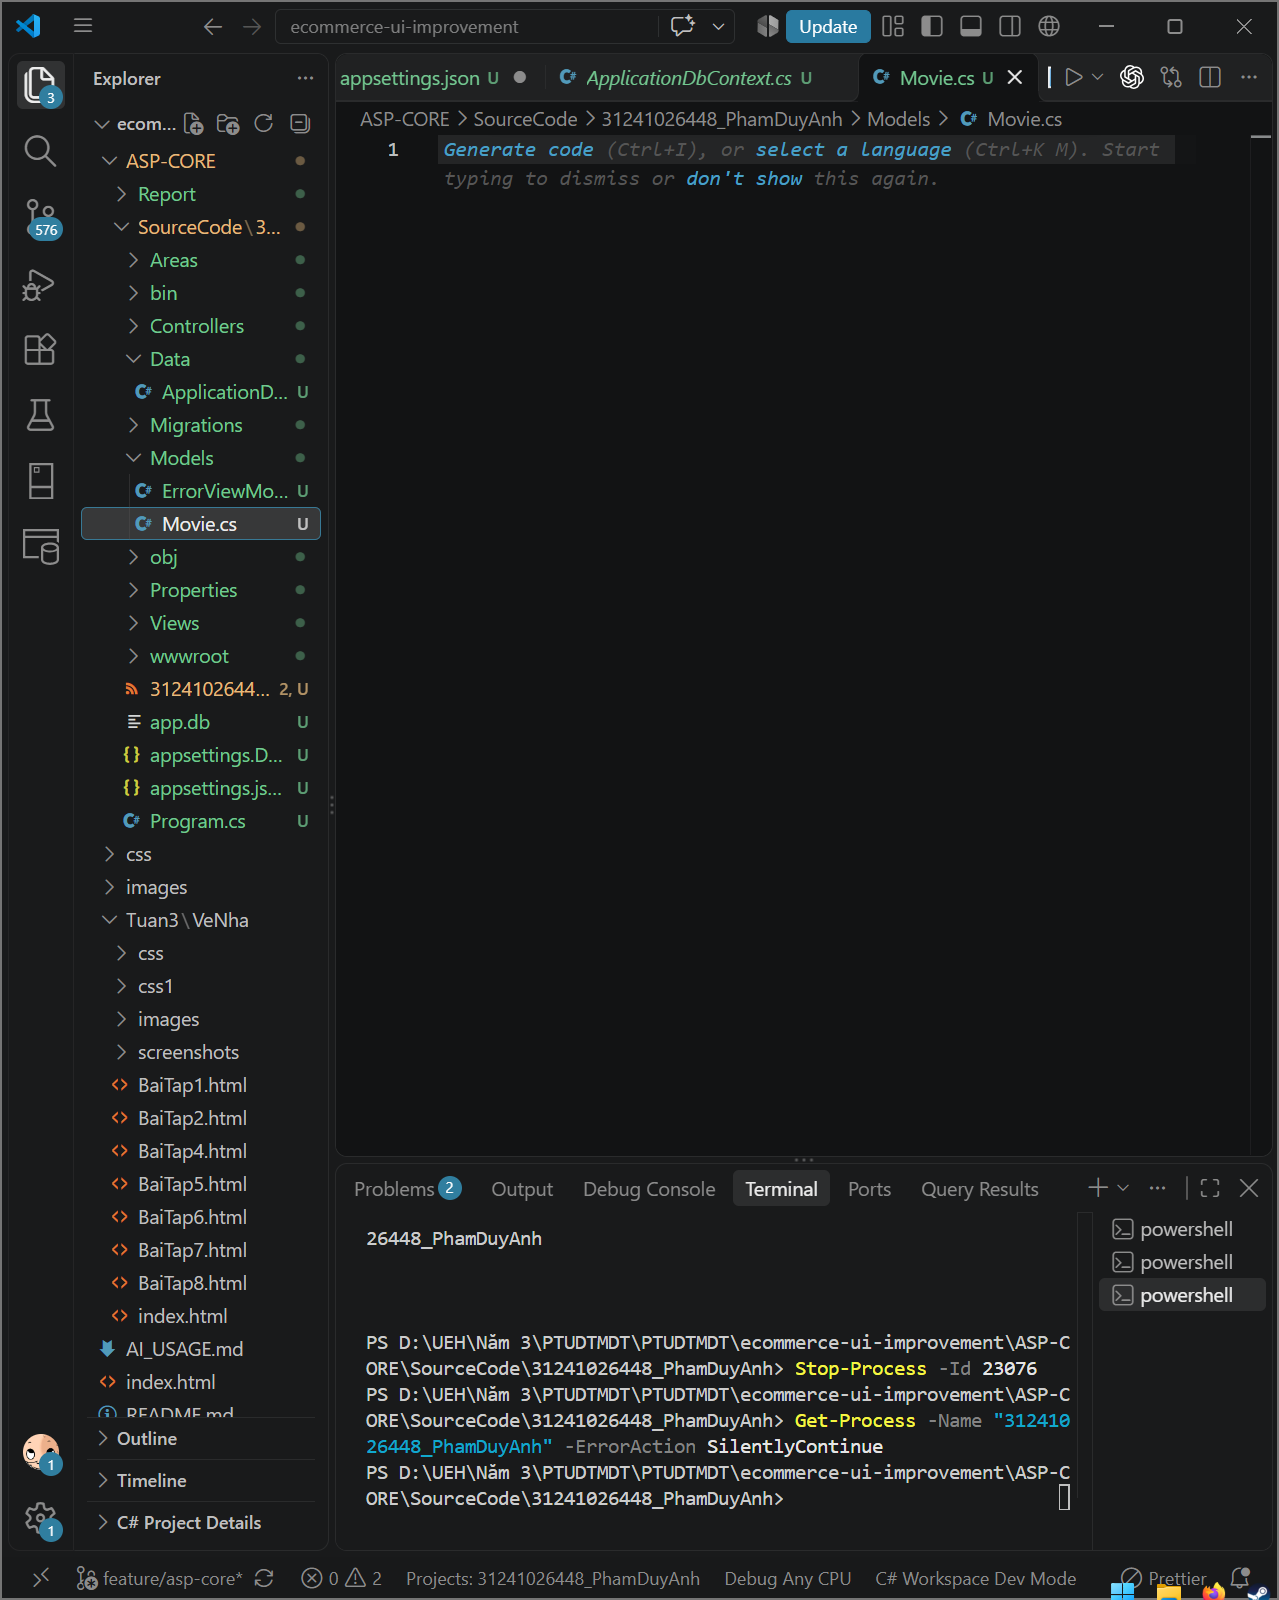 ecommerce-ui-improvement
Update
Explorer
appsettings.json U
ApplicationDbContext.cs U
Movie.cs U
ecom...
ASP-CORE > SourceCode > 31241026448_PhamDuyAnh > Models > Movie.cs
1
Generate code (Ctrl+I), or select a language (Ctrl+K M). Start
typing to dismiss or don't show this again.
3
576
ASP-CORE
Report
SourceCode\3...
Areas
bin
Controllers
Data
ApplicationD... U
Migrations
Models
ErrorViewMo... U
Movie.cs U
obj
Properties
Views
wwwroot
3124102644... 2, U
app.db U
appsettings.D... U
appsettings.js... U
Program.cs U
css
images
Tuan3\VeNha
css
css1
images
screenshots
BaiTap1.html
BaiTap2.html
BaiTap4.html
BaiTap5.html
BaiTap6.html
BaiTap7.html
BaiTap8.html
index.html
AI_USAGE.md
index.html
README.md
Outline
Timeline
C# Project Details
1
1
Problems 2
Output
Debug Console
Terminal
Ports
Query Results
26448_PhamDuyAnh
PS D:\UEH\Năm 3\PTUDTMDT\PTUDTMDT\ecommerce-ui-improvement\ASP-C
ORE\SourceCode\31241026448_PhamDuyAnh> Stop-Process -Id 23076
PS D:\UEH\Năm 3\PTUDTMDT\PTUDTMDT\ecommerce-ui-improvement\ASP-C
ORE\SourceCode\31241026448_PhamDuyAnh> Get-Process -Name "312410
26448_PhamDuyAnh" -ErrorAction SilentlyContinue
PS D:\UEH\Năm 3\PTUDTMDT\PTUDTMDT\ecommerce-ui-improvement\ASP-C
ORE\SourceCode\31241026448_PhamDuyAnh>
powershell
powershell
powershell
feature/asp-core*
0
2
Projects: 31241026448_PhamDuyAnh
Debug Any CPU
C# Workspace Dev Mode
Prettier